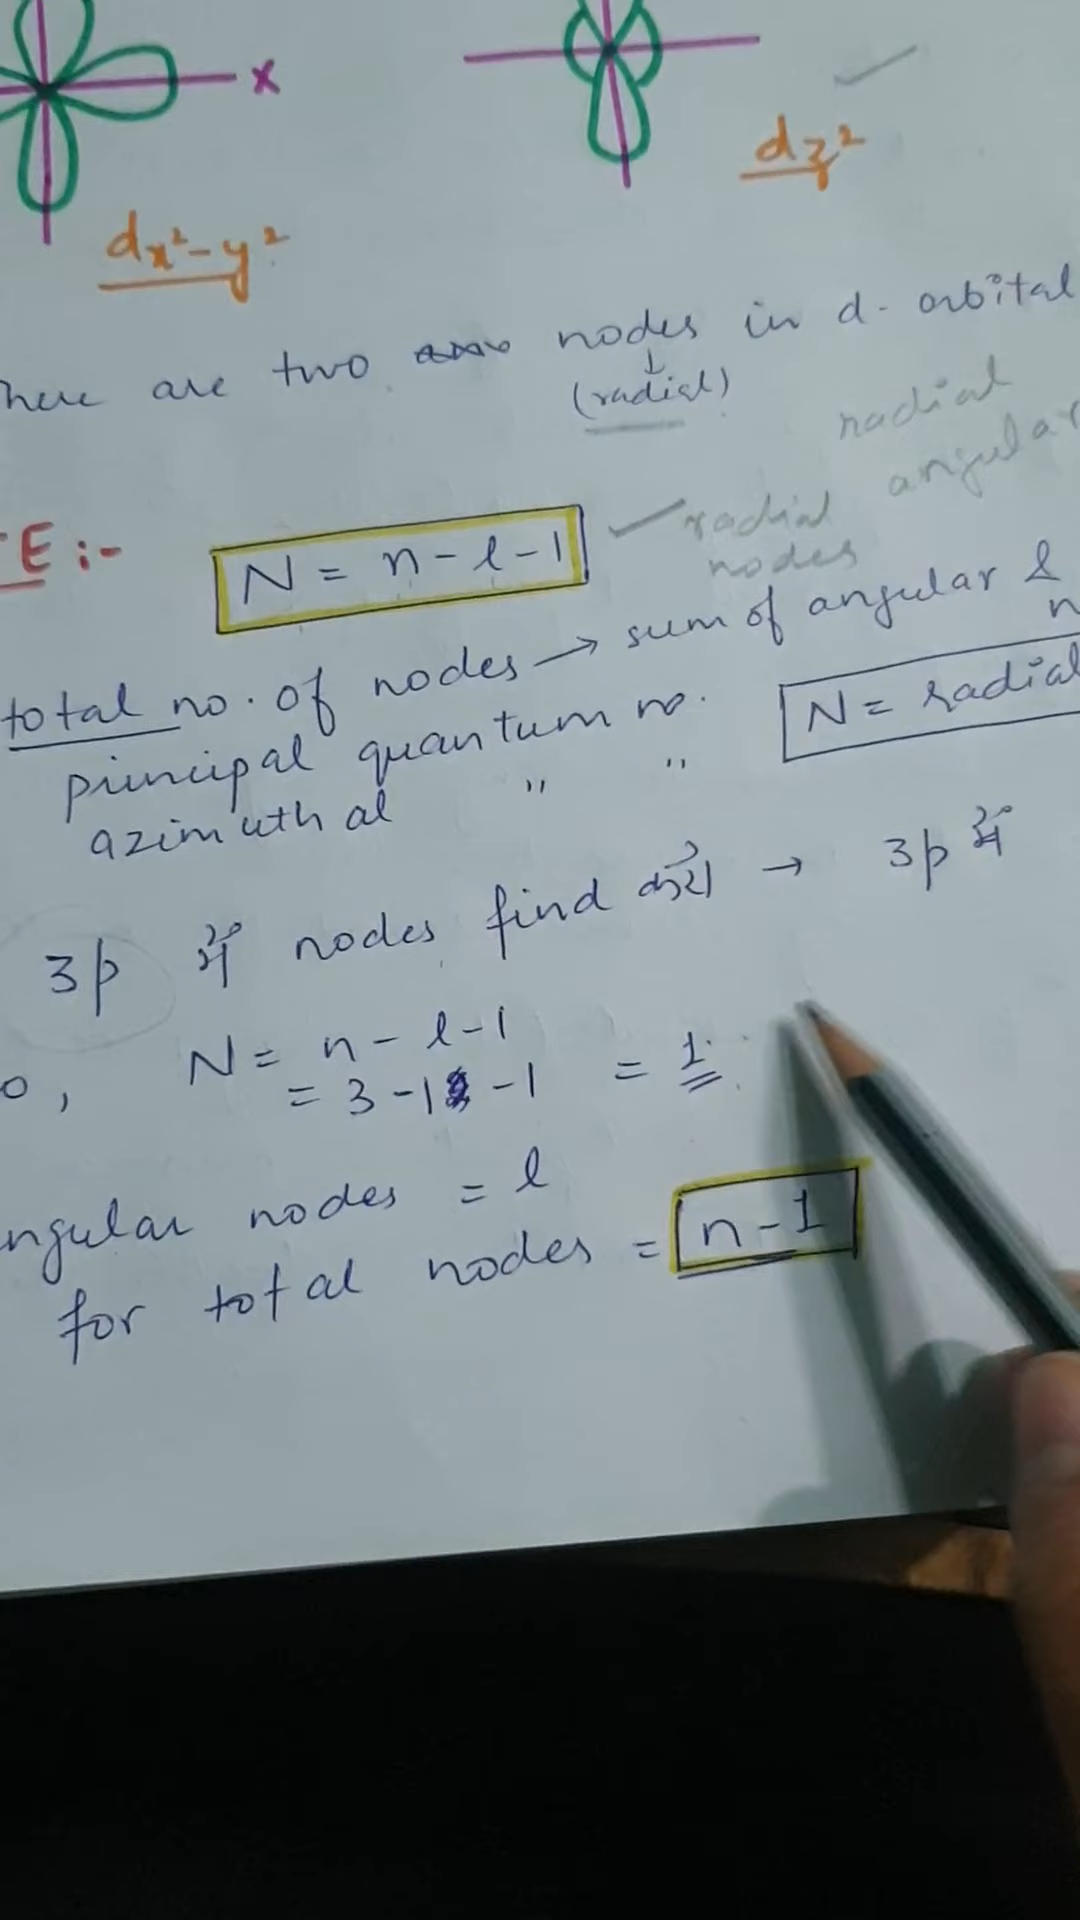 x
dx²-y²
dz²
here are two nodes in d-orbital
(radial)
radial
angular
E :-
N = n - l - 1
radial
nodes
total no. of nodes → sum of angular &
principal quantum no.
N = radial
azimuthal " "
3p में nodes find करो → 3p में
N = n - l - 1
= 3 - 1 - 1 = 1
ngular nodes = l
for total nodes = n - 1